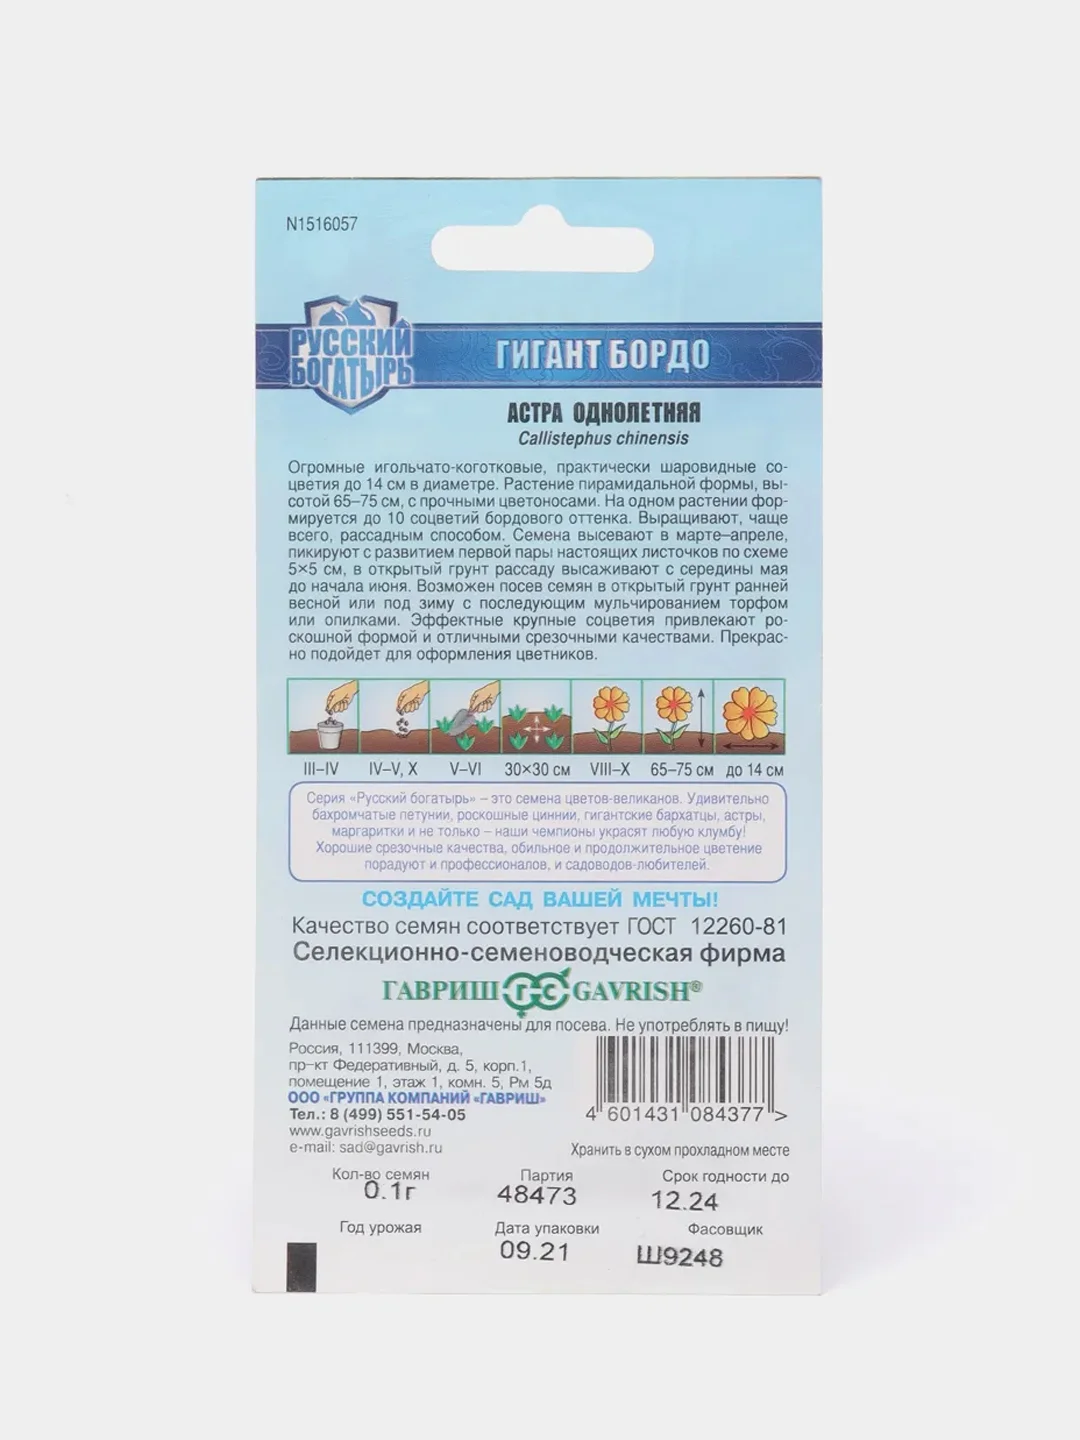 N1516057
РУССКИЙ
БОГАТЫРЬ
ГИГАНТ БОРДО
АСТРА ОДНОЛЕТНЯЯ
Callistephus chinensis
Огромные игольчато-коготковые, практически шаровидные со-
цветия до 14 см в диаметре. Растение пирамидальной формы, вы-
сотой 65–75 см, с прочными цветоносами. На одном растении фор-
мируется до 10 соцветий бордового оттенка. Выращивают, чаще
всего, рассадным способом. Семена высевают в марте–апреле,
пикируют с развитием первой пары настоящих листочков по схеме
5×5 см, в открытый грунт рассаду высаживают с середины мая
до начала июня. Возможен посев семян в открытый грунт ранней
весной или под зиму с последующим мульчированием торфом
или опилками. Эффектные крупные соцветия привлекают ро-
скошной формой и отличными срезочными качествами. Прекрас-
но подойдет для оформления цветников.
III–IV IV–V, X V–VI 30×30 см VIII–X 65–75 см до 14 см
Серия «Русский богатырь» – это семена цветов-великанов. Удивительно
бахромчатые петунии, роскошные циннии, гигантские бархатцы, астры,
маргаритки и не только – наши чемпионы украсят любую клумбу!
Хорошие срезочные качества, обильное и продолжительное цветение
порадуют и профессионалов, и садоводов-любителей.
СОЗДАЙТЕ САД ВАШЕЙ МЕЧТЫ!
Качество семян соответствует ГОСТ 12260-81
Селекционно-семеноводческая фирма
ГАВРИШ ГС GAVRISH®
Данные семена предназначены для посева. Не употреблять в пищу!
Россия, 111399, Москва,
пр-кт Федеративный, д. 5, корп.1,
помещение 1, этаж 1, комн. 5, Рм 5д
ООО «ГРУППА КОМПАНИЙ «ГАВРИШ»
Тел.: 8 (499) 551-54-05
www.gavrishseeds.ru
e-mail: sad@gavrish.ru
4 601431 084377 >
Хранить в сухом прохладном месте
Кол-во семян Партия Срок годности до
0.1г 48473 12.24
Год урожая Дата упаковки Фасовщик
09.21 Ш9248